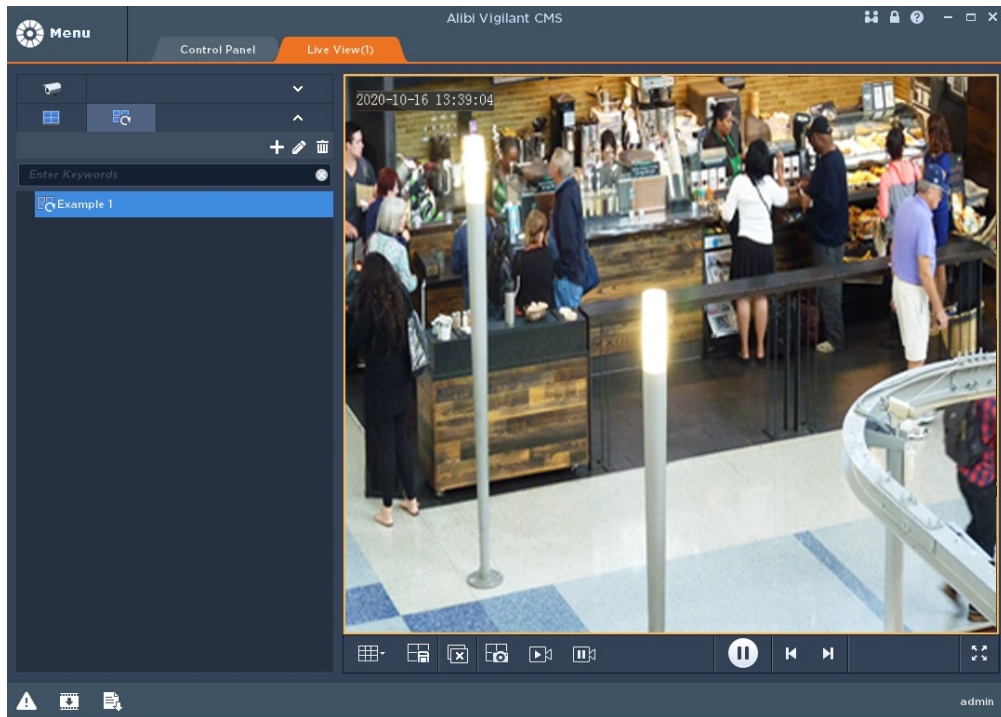 Alibi Vigilant CMS
Menu
Control Panel
Live View(1)
2020-10-16 13:39:04
Enter Keywords
Example 1
admin